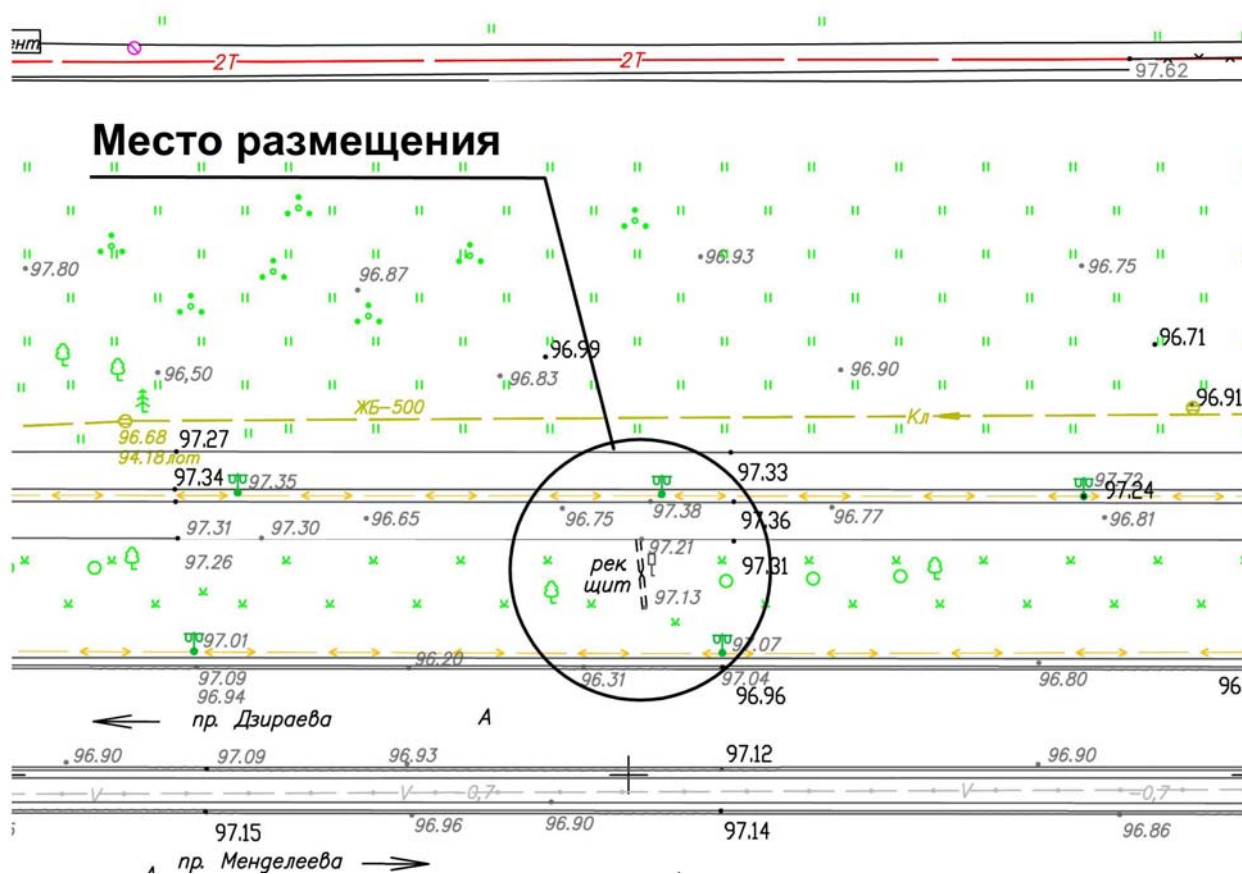 ент
2Т 2Т
97.62
Место размещения
97.80 96.87 96.93 96.75
96.99 96.71
96,50 96.83 96.90
ЖБ-500 Кл 96.91
96.68
94.18лот
97.27 97.33
97.34 97.35 97.72 97.24
96.65 96.75 97.38 97.36 96.77 96.81
97.31 97.30 97.21
97.26 рек 97.31
щит 97.13
97.01 97.07
96.20
97.09 96.31 97.04 96.80
96.94 96.96 96.
пр. Дзираева А
96.90 97.09 96.93 97.12 96.90
V V -0,7 V -0,7
97.15 96.96 96.90 97.14 96.86
пр. Менделеева